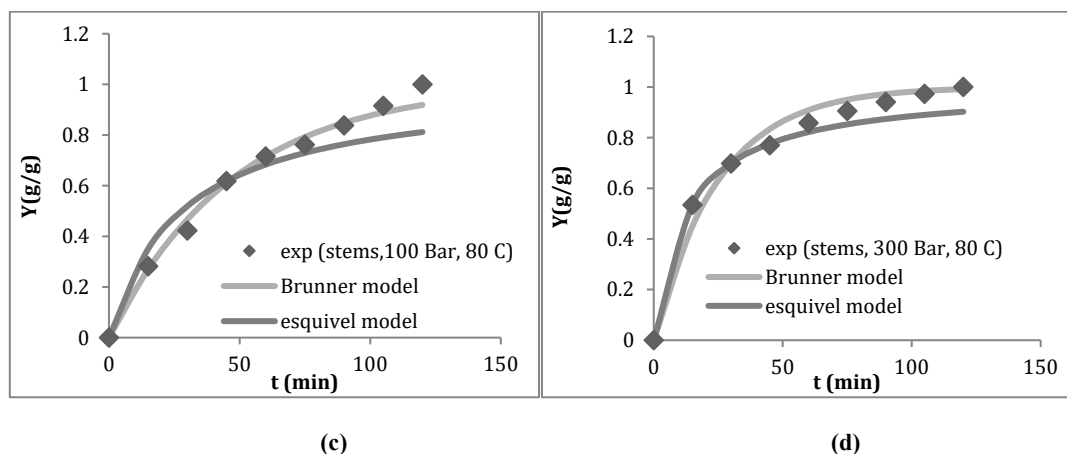 1.2
1
0.8
0.6
0.4
0.2
0
Y(g/g)
exp (stems,100 Bar, 80 C)
Brunner model
esquivel model
0
50
100
150
t (min)
(c)
1.2
1
0.8
0.6
0.4
0.2
0
Y(g/g)
exp (stems, 300 Bar, 80 C)
Brunner model
esquivel model
0
50
100
150
t (min)
(d)